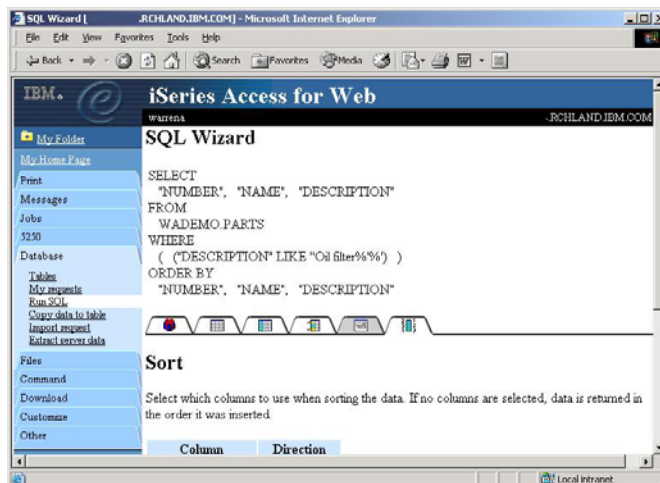 SQL Wizard [ .RCHLAND.IBM.COM] - Microsoft Internet Explorer
File Edit View Favorites Tools Help
Back Search Favorites Media
IBM.
iSeries Access for Web
warrena .RCHLAND.IBM.COM
My Folder
My Home Page
Print
Messages
Jobs
5250
Database
Tables
My requests
Run SQL
Copy data to table
Import request
Extract server data
Files
Command
Download
Customize
Other
SQL Wizard
SELECT
"NUMBER", "NAME", "DESCRIPTION"
FROM
WADEMO.PARTS
WHERE
( ("DESCRIPTION" LIKE 'Oil filter%%') )
ORDER BY
"NUMBER", "NAME", "DESCRIPTION"
Sort
Select which columns to use when sorting the data. If no columns are selected, data is returned in
the order it was inserted.
Column Direction
Local intranet